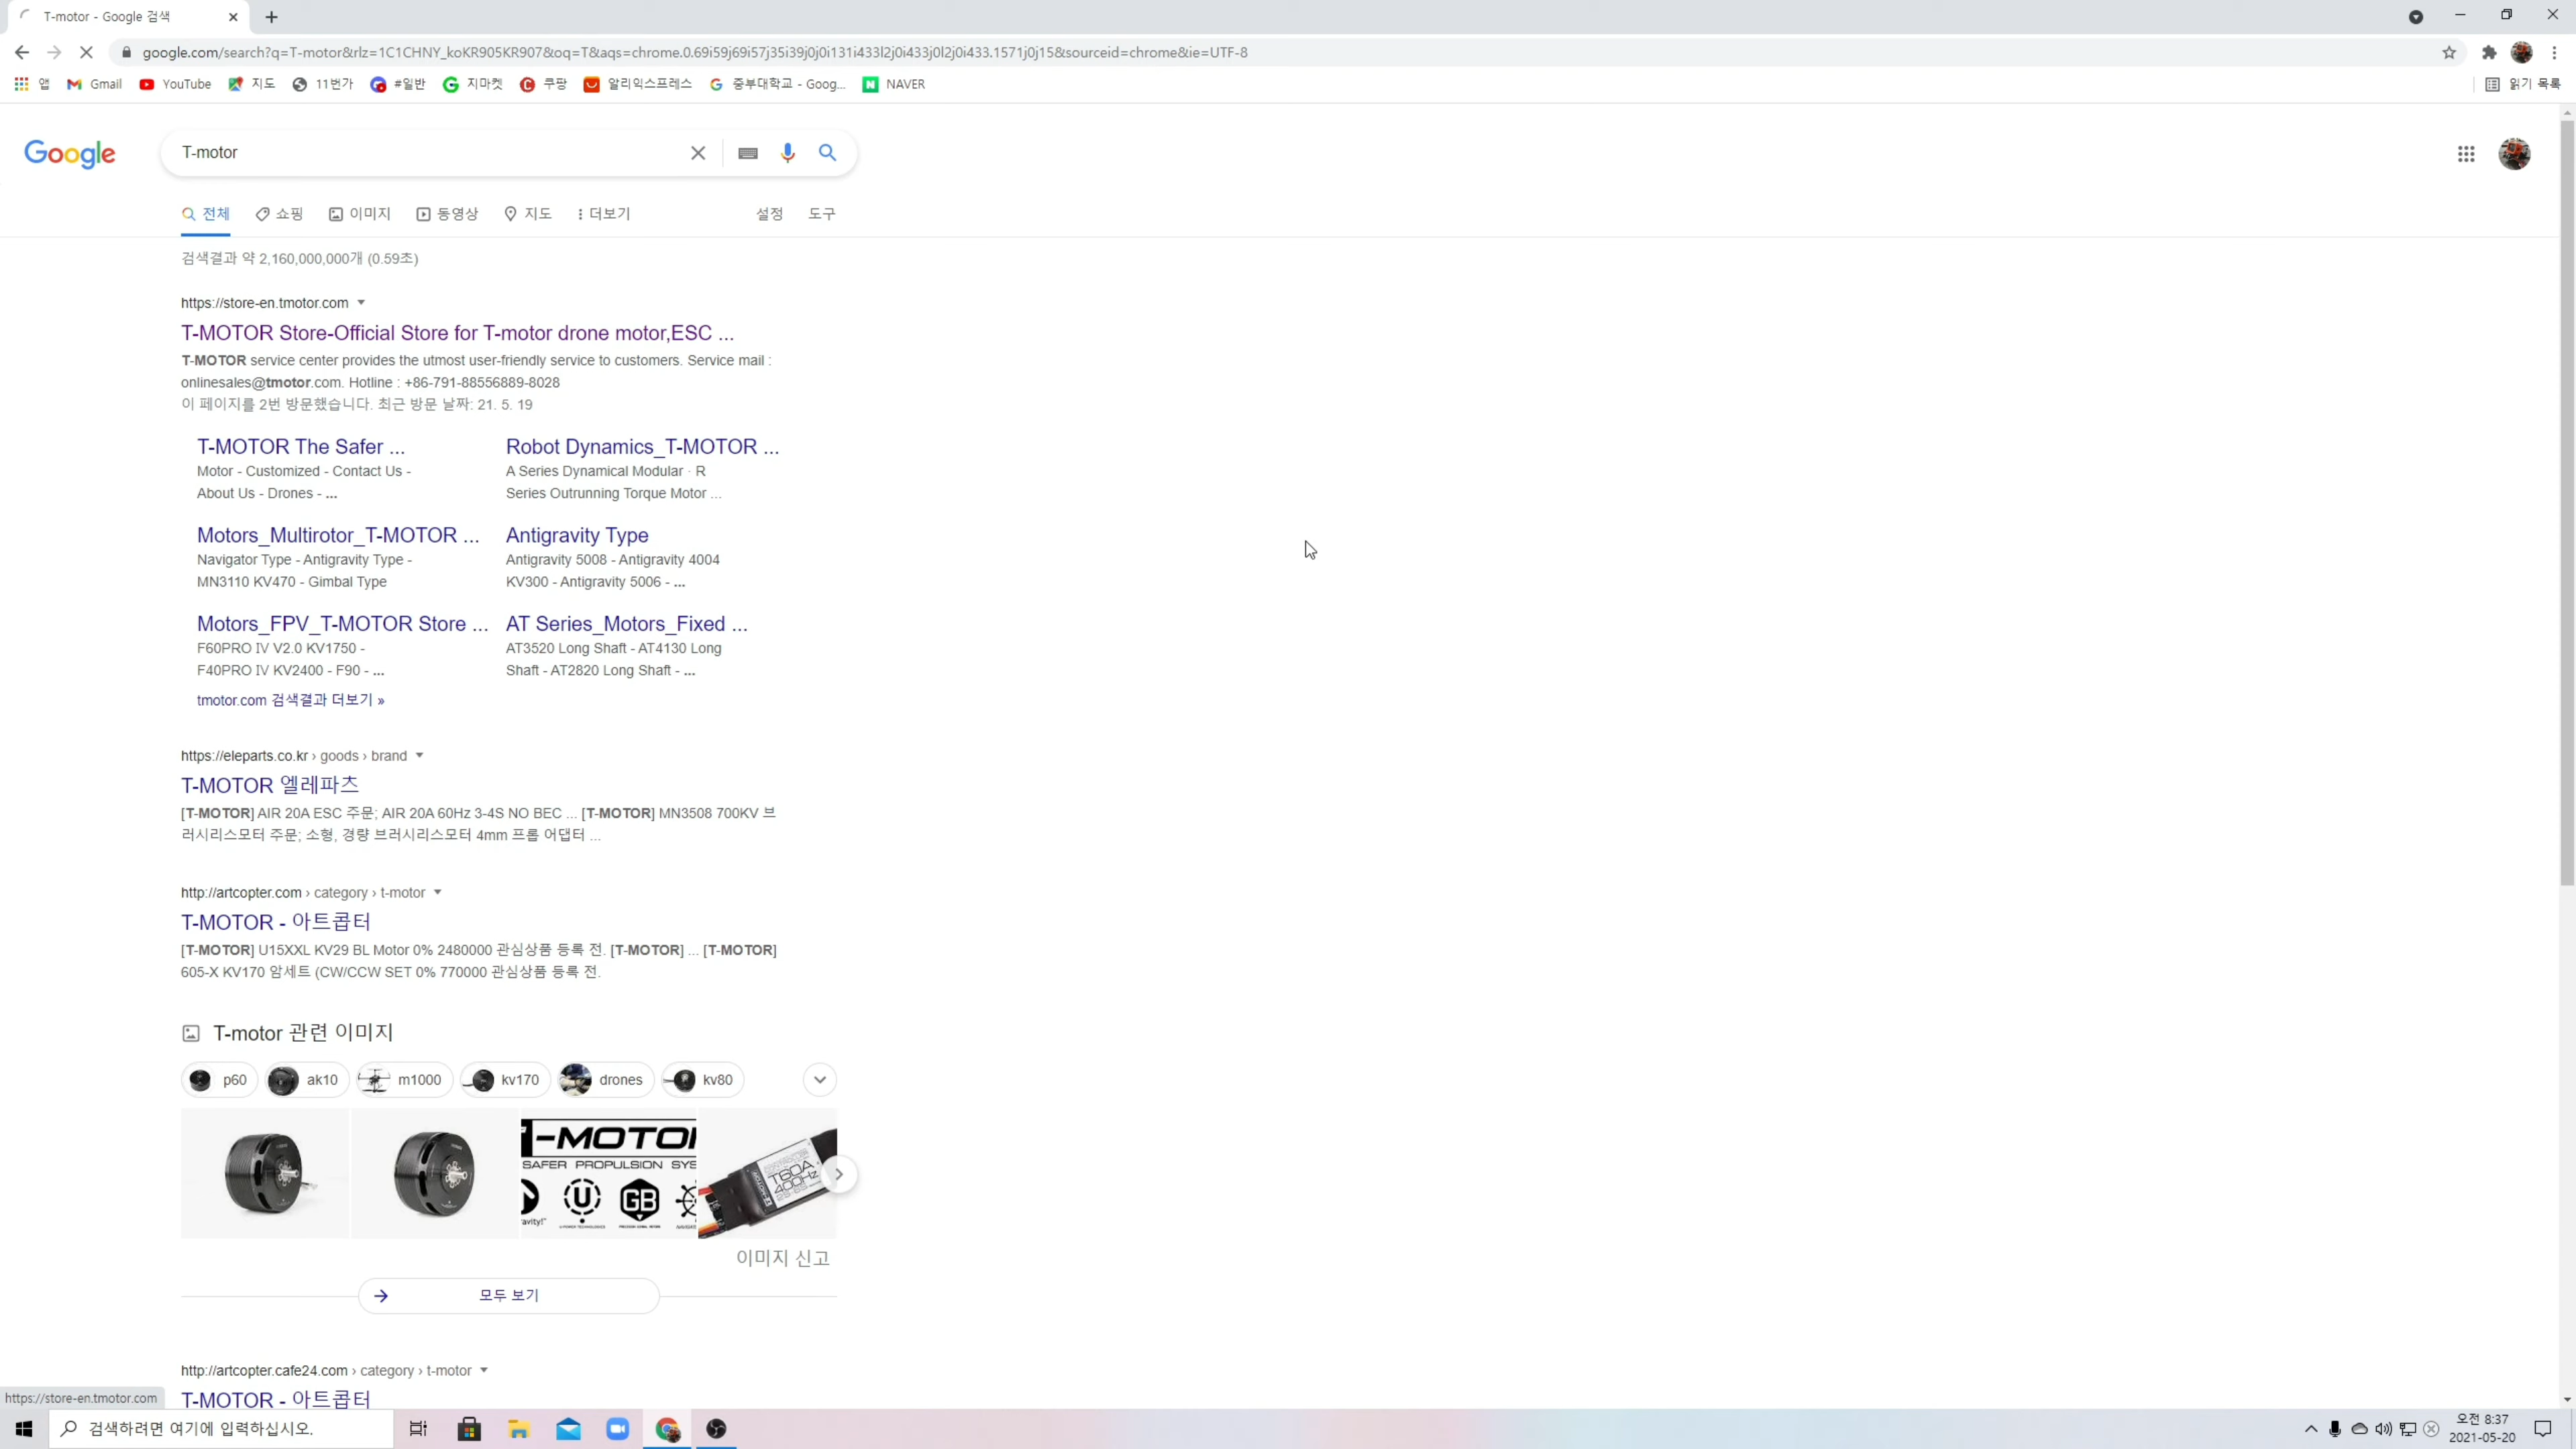 T-motor - Google 검색
google.com/search?q=T-motor&rlz=1C1CHNY_koKR905KR907&oq=T&aqs=chrome.0.69i59j69i57j35i39j0j0i131i433l2j0i433j0l2j0i433.1571j0j15&sourceid=chrome&ie=UTF-8
앱 Gmail YouTube 지도 11번가 #일반 지마켓 쿠팡 알리익스프레스 중부대학교 - Goog... NAVER 읽기 목록
Google T-motor
전체 쇼핑 이미지 동영상 지도 더보기 설정 도구
검색결과 약 2,160,000,000개 (0.59초)
https://store-en.tmotor.com
T-MOTOR Store-Official Store for T-motor drone motor,ESC ...
T-MOTOR service center provides the utmost user-friendly service to customers. Service mail :
onlinesales@tmotor.com. Hotline : +86-791-88556889-8028
이 페이지를 2번 방문했습니다. 최근 방문 날짜: 21. 5. 19
T-MOTOR The Safer ...
Motor - Customized - Contact Us -
About Us - Drones - ...
Robot Dynamics_T-MOTOR ...
A Series Dynamical Modular · R
Series Outrunning Torque Motor ...
Motors_Multirotor_T-MOTOR ...
Navigator Type - Antigravity Type -
MN3110 KV470 - Gimbal Type
Antigravity Type
Antigravity 5008 - Antigravity 4004
KV300 - Antigravity 5006 - ...
Motors_FPV_T-MOTOR Store ...
F60PRO IV V2.0 KV1750 -
F40PRO IV KV2400 - F90 - ...
AT Series_Motors_Fixed ...
AT3520 Long Shaft - AT4130 Long
Shaft - AT2820 Long Shaft - ...
tmotor.com 검색결과 더보기 »
https://eleparts.co.kr › goods › brand
T-MOTOR 엘레파츠
[T-MOTOR] AIR 20A ESC 주문; AIR 20A 60Hz 3-4S NO BEC ... [T-MOTOR] MN3508 700KV 브
러시리스모터 주문; 소형, 경량 브러시리스모터 4mm 프롭 어댑터 ...
http://artcopter.com › category › t-motor
T-MOTOR - 아트콥터
[T-MOTOR] U15XXL KV29 BL Motor 0% 2480000 관심상품 등록 전. [T-MOTOR] ... [T-MOTOR]
605-X KV170 암세트 (CW/CCW SET 0% 770000 관심상품 등록 전.
T-motor 관련 이미지
p60 ak10 m1000 kv170 drones kv80
T-MOTOR
SAFER PROPULSION SYS
GB
T60A
400Hz
이미지 신고
모두 보기
http://artcopter.cafe24.com › category › t-motor
T-MOTOR - 아트콥터
https://store-en.tmotor.com
검색하려면 여기에 입력하십시오.
오전 8:37
2021-05-20